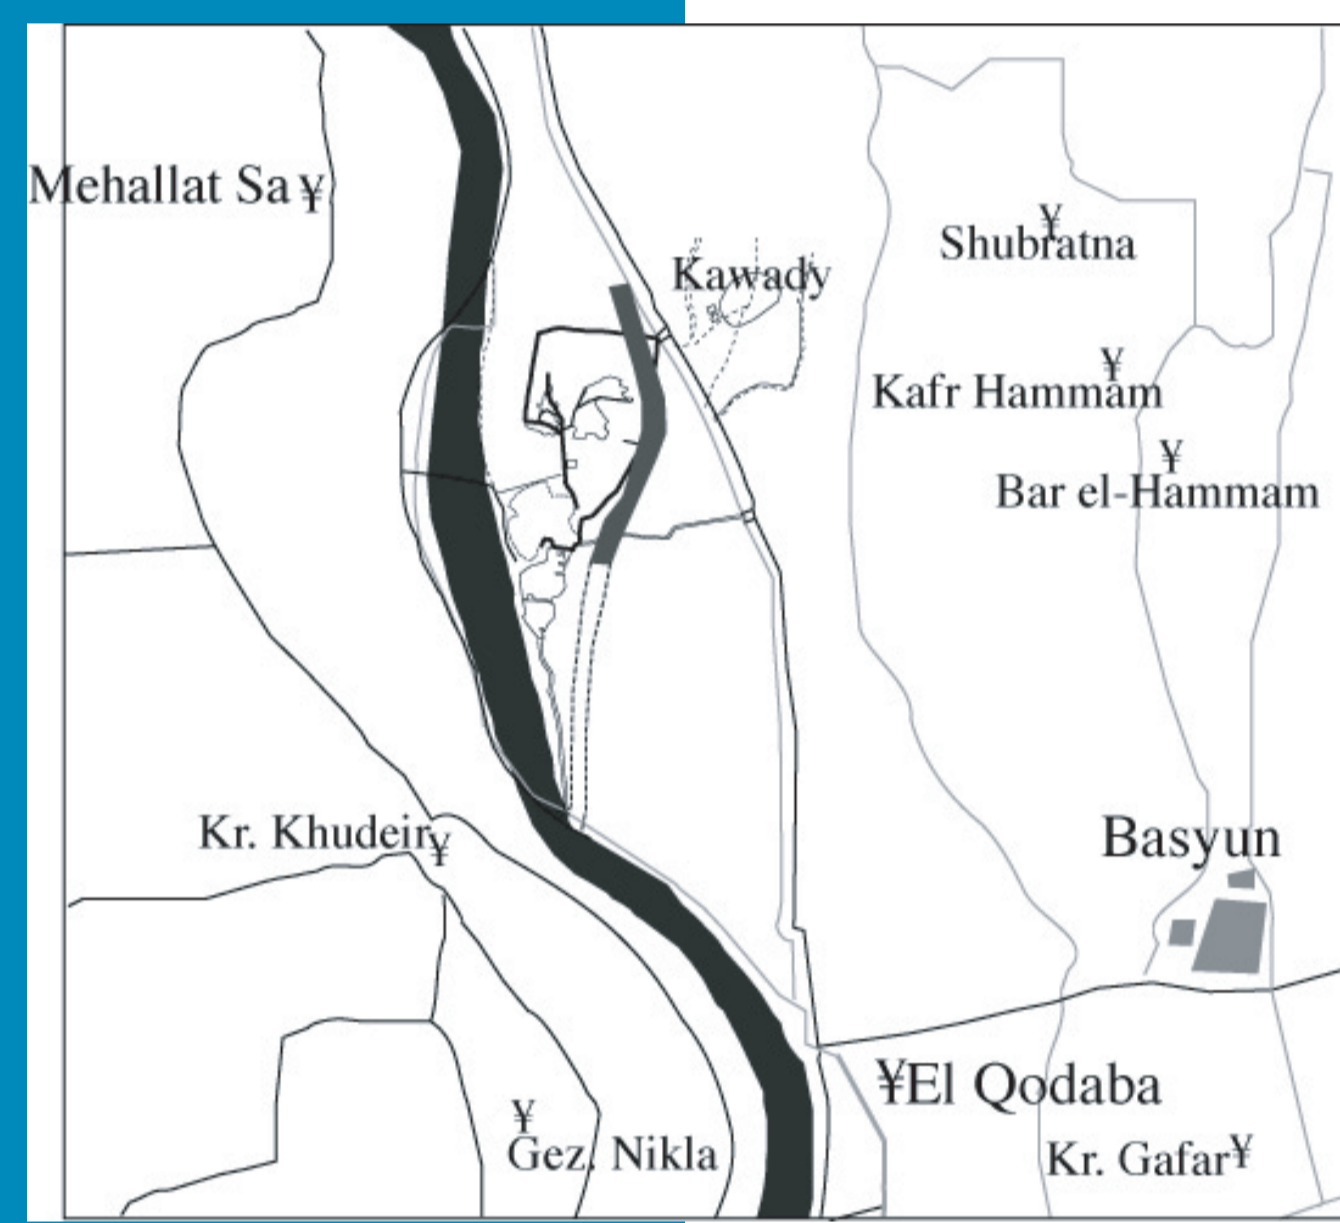 Mehallat Sa ¥
¥
Shubratna
Kawady
¥
Kafr Hammam
¥
Bar el-Hammam
Kr. Khudeir ¥
Basyun
¥El Qodaba
¥
Gez. Nikla
Kr. Gafar¥